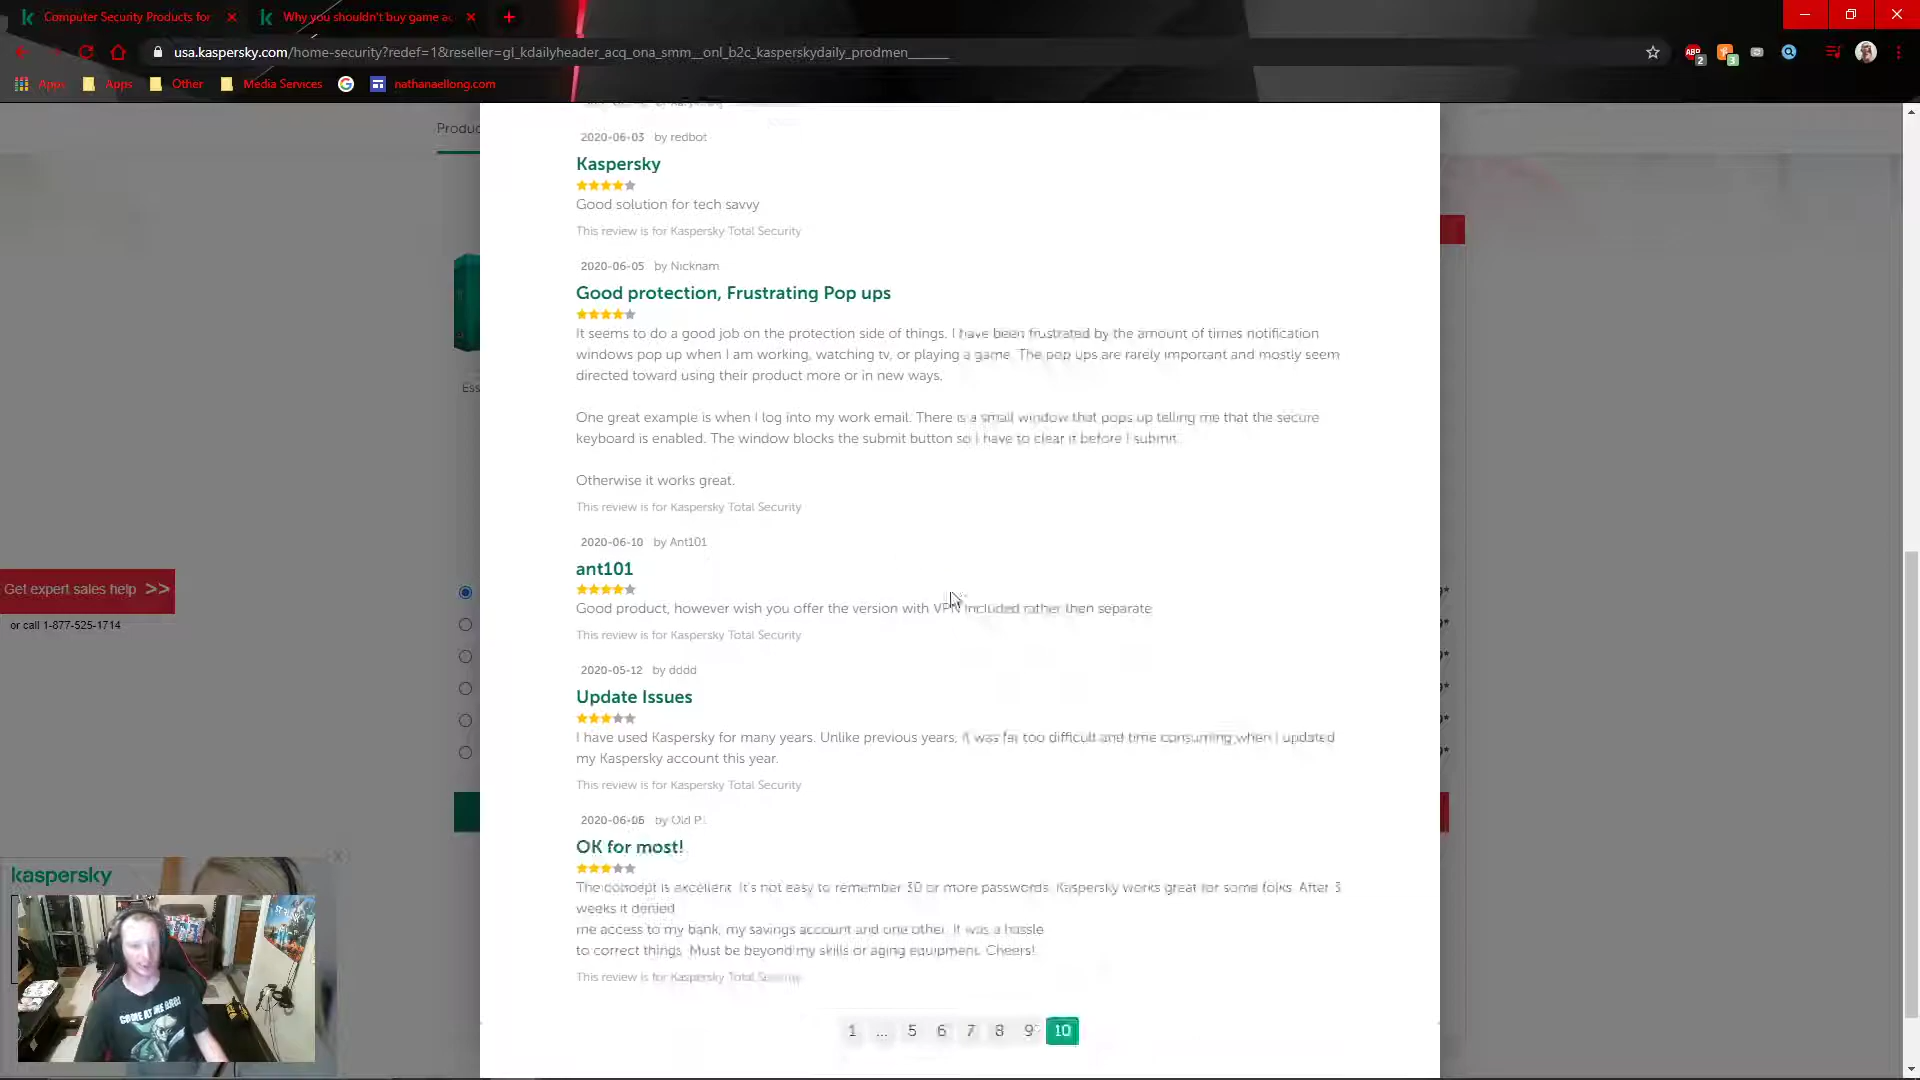 Computer Security Products for
Why you shouldn't buy game ac
usa.kaspersky.com/home-security?redef=1&reseller=gl_kdailyheader_acq_ona_smm__onl_b2c_kasperskydaily_prodmen_______
2
3
Apps
Apps
Other
Media Services
nathanaellong.com
Produc
2020-06-03 by redbot
Kaspersky
Good solution for tech savvy
This review is for Kaspersky Total Security
2020-06-05 by Nicknam
Good protection, Frustrating Pop ups
It seems to do a good job on the protection side of things. I have been frustrated by the amount of times notification
windows pop up when I am working, watching tv, or playing a game. The pop ups are rarely important and mostly seem
directed toward using their product more or in new ways.
Ess
One great example is when I log into my work email. There is a small window that pops up telling me that the secure
keyboard is enabled. The window blocks the submit button so I have to clear it before I submit.
Otherwise it works great.
This review is for Kaspersky Total Security
2020-06-10 by Ant101
ant101
Good product, however wish you offer the version with VPN included rather then separate
This review is for Kaspersky Total Security
Get expert sales help >>
or call 1-877-525-1714
2020-05-12 by dddd
Update Issues
I have used Kaspersky for many years. Unlike previous years, it was far too difficult and time consuming when I updated
my Kaspersky account this year.
This review is for Kaspersky Total Security
2020-06-16 by Old P.
OK for most!
The concept is excellent. It's not easy to remember 30 or more passwords. Kaspersky works great for some folks. After 3
weeks it denied
me access to my bank, my savings account and one other. It was a hassle
to correct things. Must be beyond my skills or aging equipment. Cheers!
This review is for Kaspersky Total Security
kaspersky
COME AT ME BRO!
1 ... 5 6 7 8 9 10